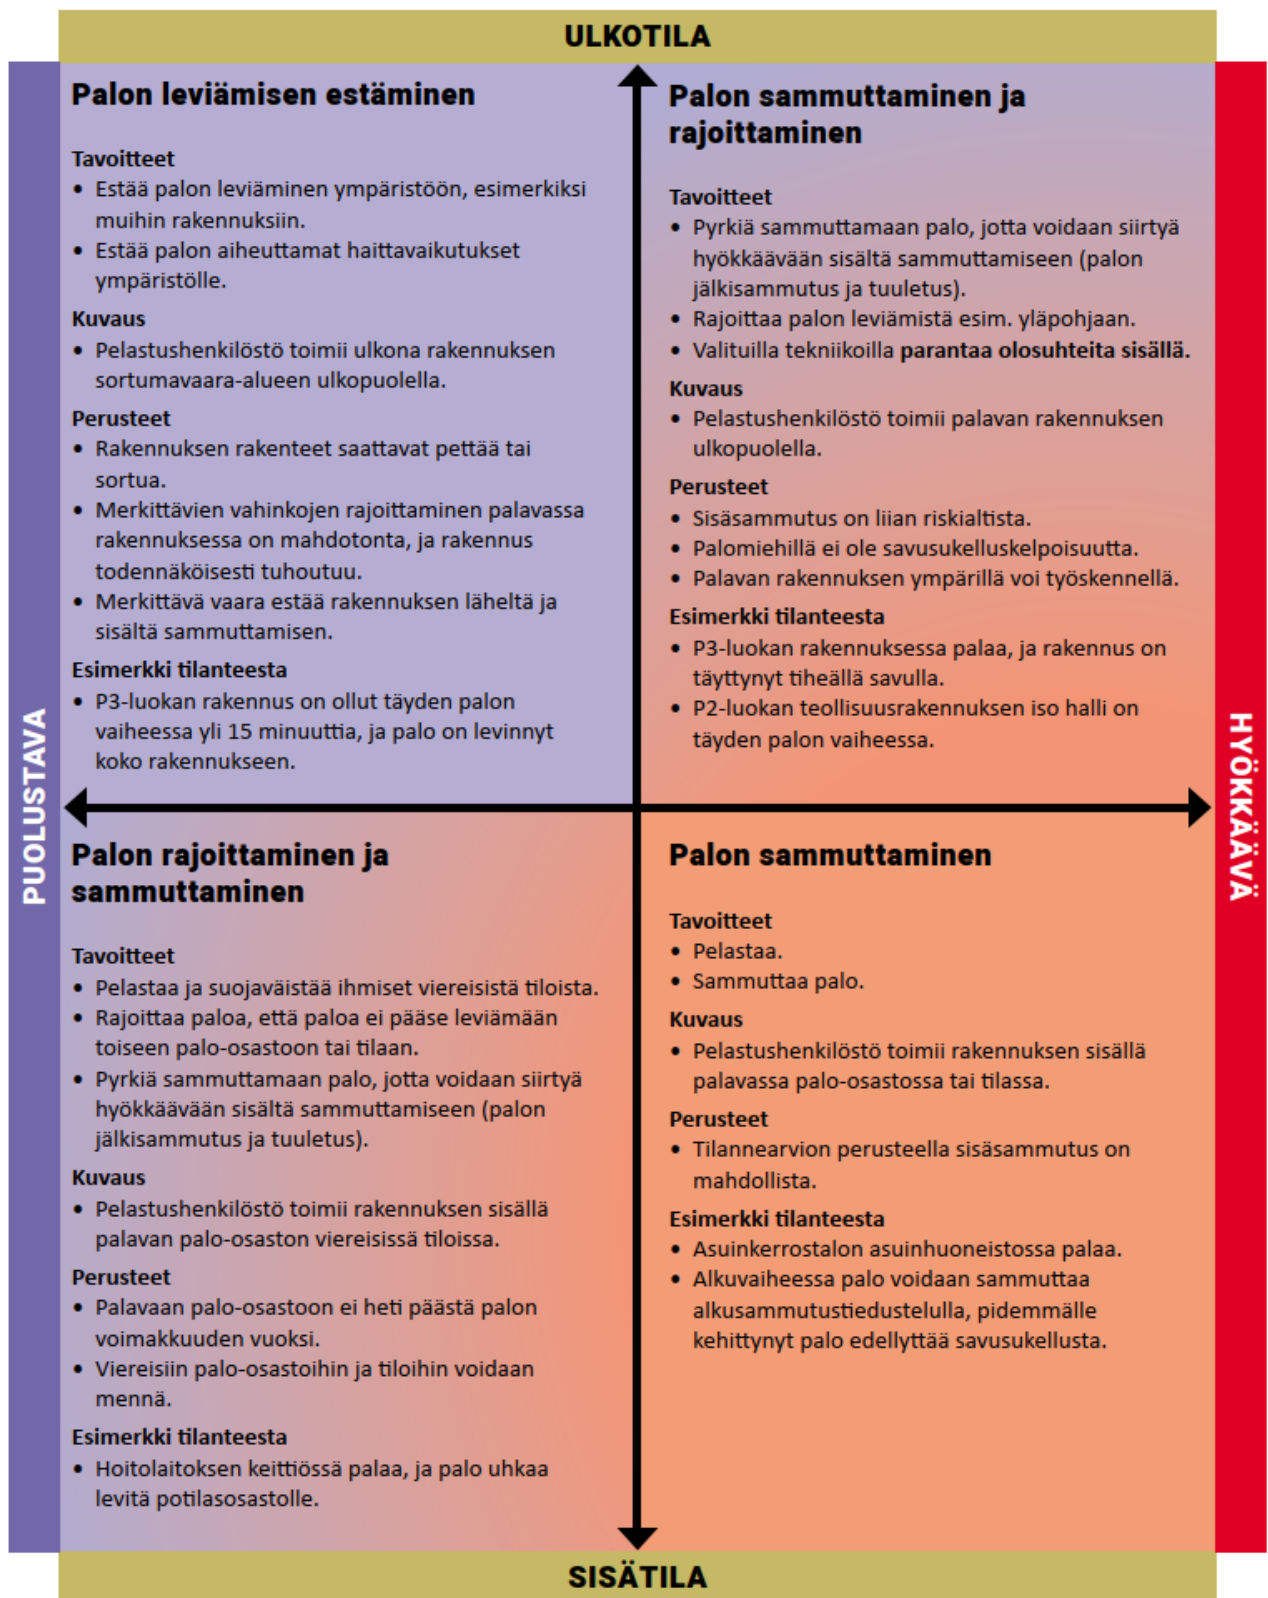 ULKOTILA
PUOLUSTAVA
Palon leviämisen estäminen
Tavoitteet
• Estää palon leviäminen ympäristöön, esimerkiksi
muihin rakennuksiin.
• Estää palon aiheuttamat haittavaikutukset
ympäristölle.
Kuvaus
• Pelastushenkilöstö toimii ulkona rakennuksen
sortumavaara-alueen ulkopuolella.
Perusteet
• Rakennuksen rakenteet saattavat pettää tai
sortua.
• Merkittävien vahinkojen rajoittaminen palavassa
rakennuksessa on mahdotonta, ja rakennus
todennäköisesti tuhoutuu.
• Merkittävä vaara estää rakennuksen läheltä ja
sisältä sammuttamisen.
Esimerkki tilanteesta
• P3-luokan rakennus on ollut täyden palon
vaiheessa yli 15 minuuttia, ja palo on levinnyt
koko rakennukseen.
Palon sammuttaminen ja
rajoittaminen
Tavoitteet
• Pyrkiä sammuttamaan palo, jotta voidaan siirtyä
hyökkäävään sisältä sammuttamiseen (palon
jälkisammutus ja tuuletus).
• Rajoittaa palon leviämistä esim. yläpohjaan.
• Valituilla tekniikoilla parantaa olosuhteita sisällä.
Kuvaus
• Pelastushenkilöstö toimii palavan rakennuksen
ulkopuolella.
Perusteet
• Sisäsammutus on liian riskialtista.
• Palomiehillä ei ole savusukelluskelpoisuutta.
• Palavan rakennuksen ympärillä voi työskennellä.
Esimerkki tilanteesta
• P3-luokan rakennuksessa palaa, ja rakennus on
täyttynyt tiheällä savulla.
• P2-luokan teollisuusrakennuksen iso halli on
täyden palon vaiheessa.
HYÖKKÄÄVÄ
Palon rajoittaminen ja
sammuttaminen
Tavoitteet
• Pelastaa ja suojaväistää ihmiset viereisistä tiloista.
• Rajoittaa paloa, että paloa ei pääse leviämään
toiseen palo-osastoon tai tilaan.
• Pyrkiä sammuttamaan palo, jotta voidaan siirtyä
hyökkäävään sisältä sammuttamiseen (palon
jälkisammutus ja tuuletus).
Kuvaus
• Pelastushenkilöstö toimii rakennuksen sisällä
palavan palo-osaston viereisissä tiloissa.
Perusteet
• Palavaan palo-osastoon ei heti päästä palon
voimakkuuden vuoksi.
• Viereisiin palo-osastoihin ja tiloihin voidaan
mennä.
Esimerkki tilanteesta
• Hoitolaitoksen keittiössä palaa, ja palo uhkaa
levitä potilasosastolle.
Palon sammuttaminen
Tavoitteet
• Pelastaa.
• Sammuttaa palo.
Kuvaus
• Pelastushenkilöstö toimii rakennuksen sisällä
palavassa palo-osastossa tai tilassa.
Perusteet
• Tilannearvion perusteella sisäsammutus on
mahdollista.
Esimerkki tilanteesta
• Asuinkerrostalon asuinhuoneistossa palaa.
• Alkuvaiheessa palo voidaan sammuttaa
alkusammutustiedustelulla, pidemmälle
kehittynyt palo edellyttää savusukellusta.
SISÄTILA